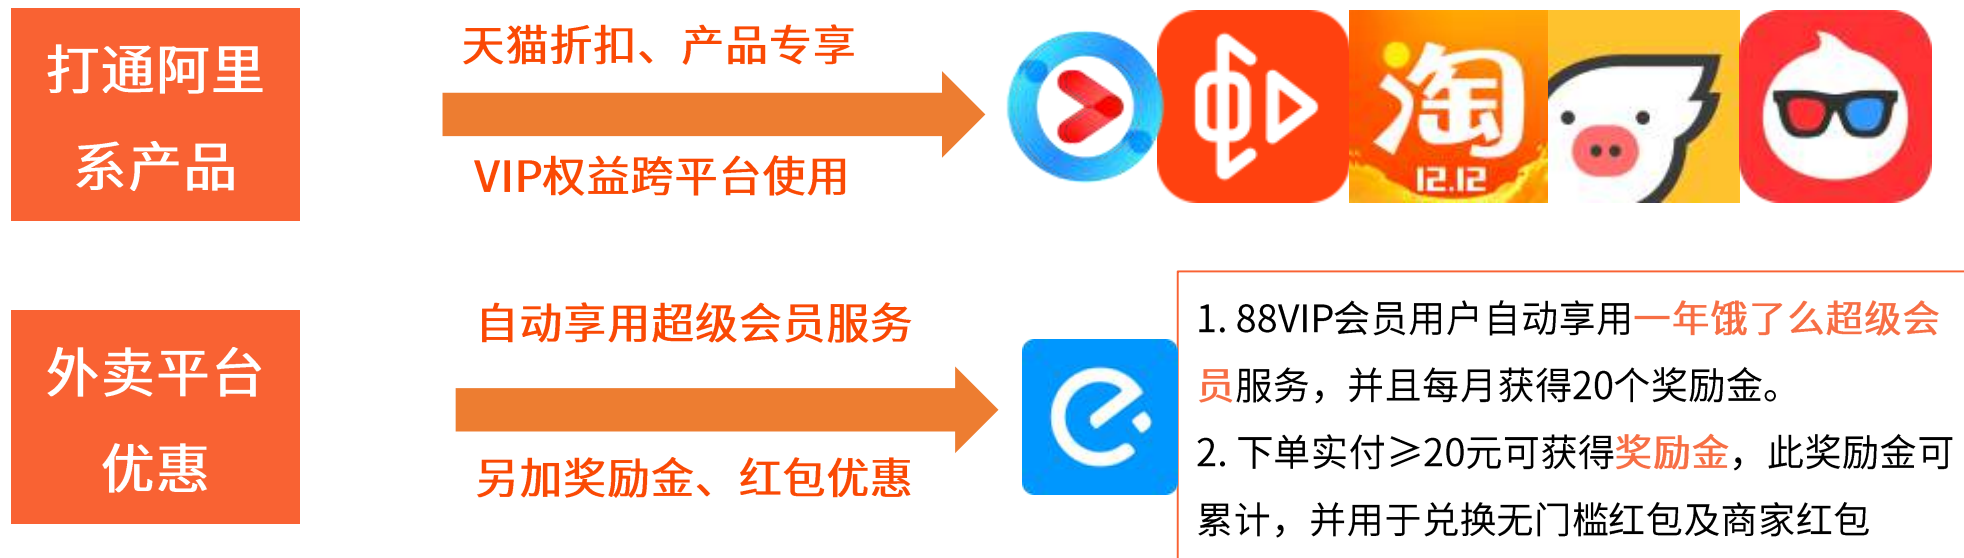 打通阿里
系产品
天猫折扣、产品专享
VIP权益跨平台使用
淘
12.12
外卖平台
优惠
自动享用超级会员服务
另加奖励金、红包优惠
1. 88VIP会员用户自动享用一年饿了么超级会
员服务，并且每月获得20个奖励金。
2. 下单实付≥20元可获得奖励金，此奖励金可
累计，并用于兑换无门槛红包及商家红包